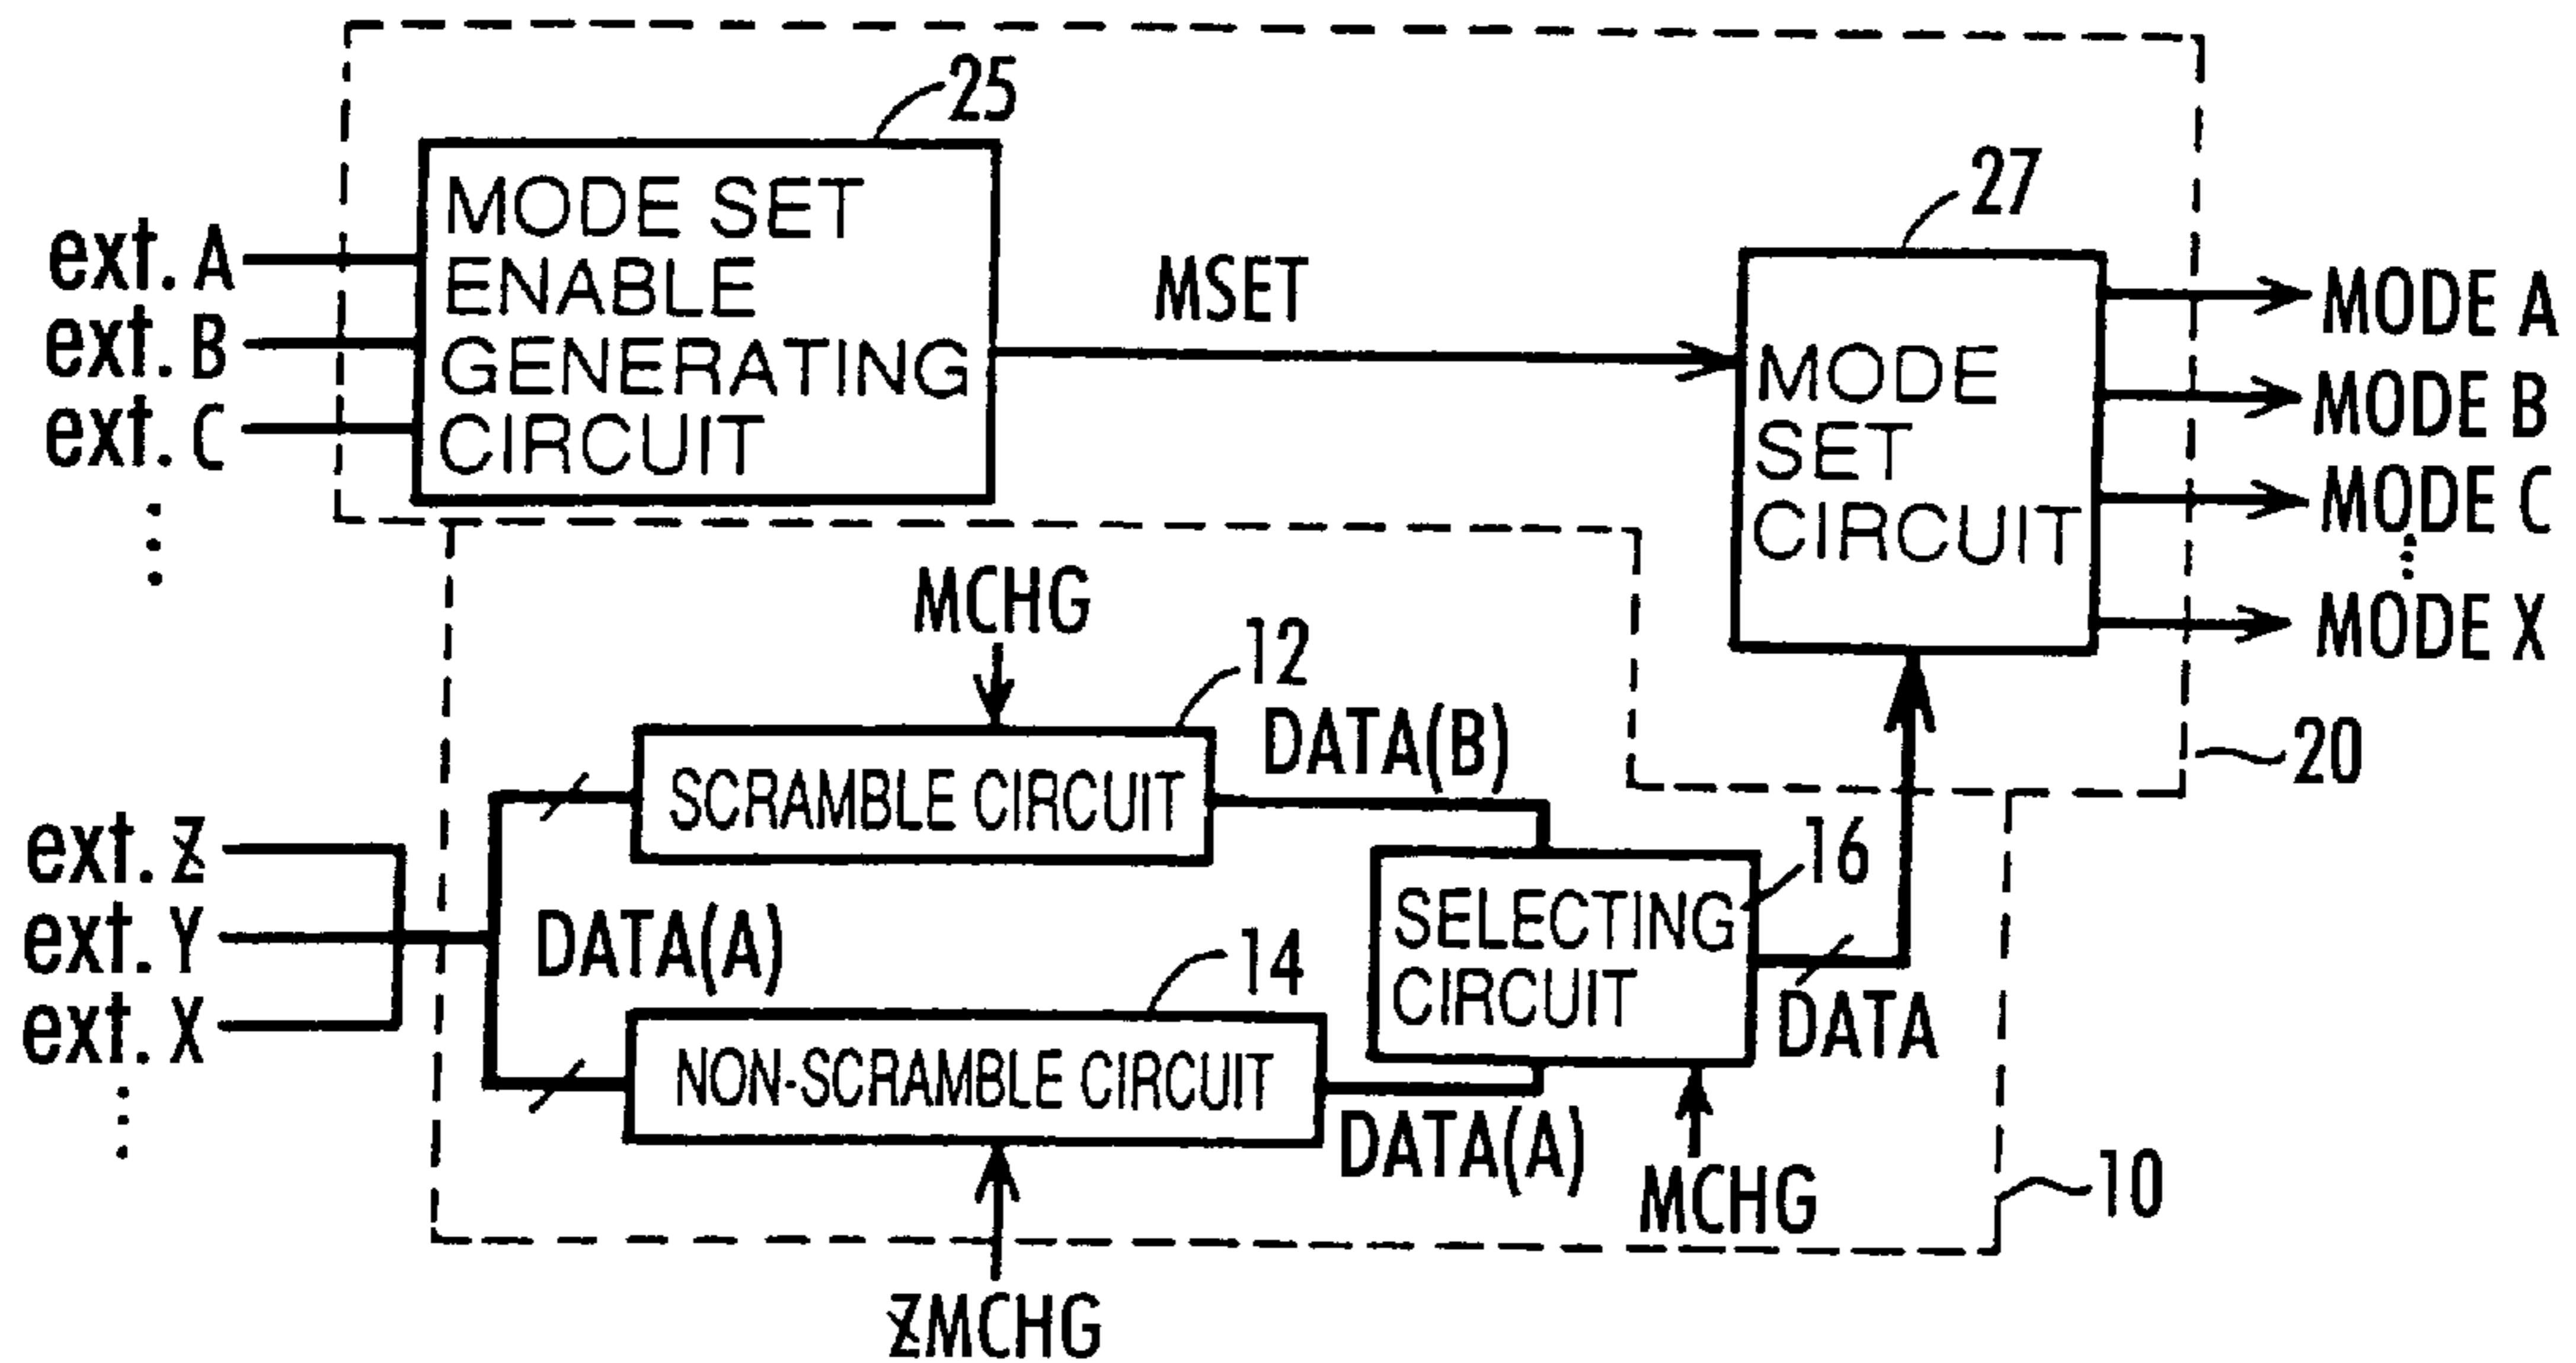 25
MODE SET
ENABLE
GENERATING
CIRCUIT
ext. A
ext. B
ext. C
MSET
27
MODE
SET
CIRCUIT
MODE A
MODE B
MODE C
MODE X
20
MCHG
12
SCRAMBLE CIRCUIT
DATA(B)
ext. Z
ext. Y
ext. X
DATA(A)
14
NON-SCRAMBLE CIRCUIT
DATA(A)
ZMCHG
16
SELECTING
CIRCUIT
DATA
MCHG
10